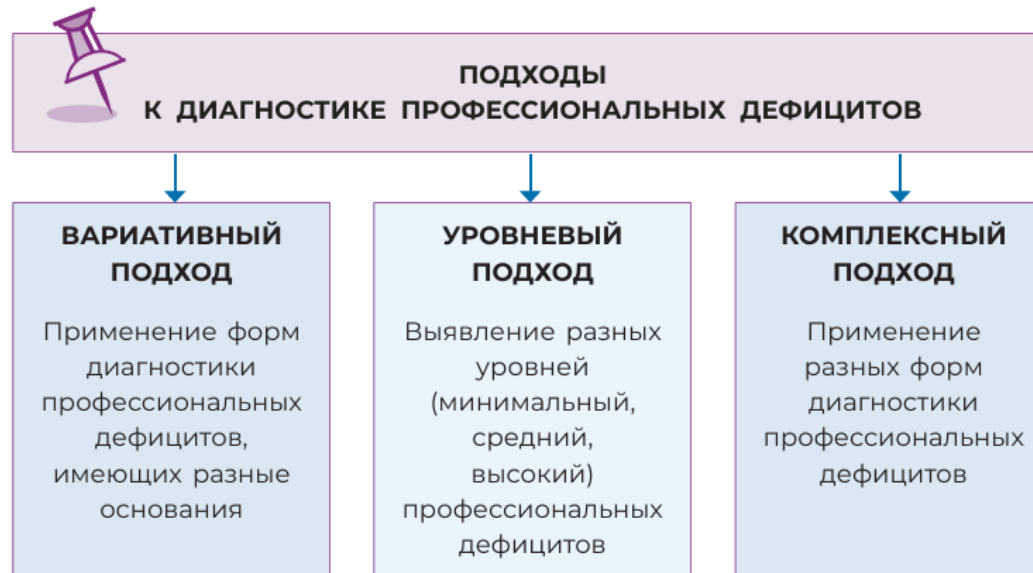 ПОДХОДЫ
К ДИАГНОСТИКЕ ПРОФЕССИОНАЛЬНЫХ ДЕФИЦИТОВ
ВАРИАТИВНЫЙ
ПОДХОД
Применение форм
диагностики
профессиональных
дефицитов,
имеющих разные
основания
УРОВНЕВЫЙ
ПОДХОД
Выявление разных
уровней
(минимальный,
средний,
высокий)
профессиональных
дефицитов
КОМПЛЕКСНЫЙ
ПОДХОД
Применение
разных форм
диагностики
профессиональных
дефицитов